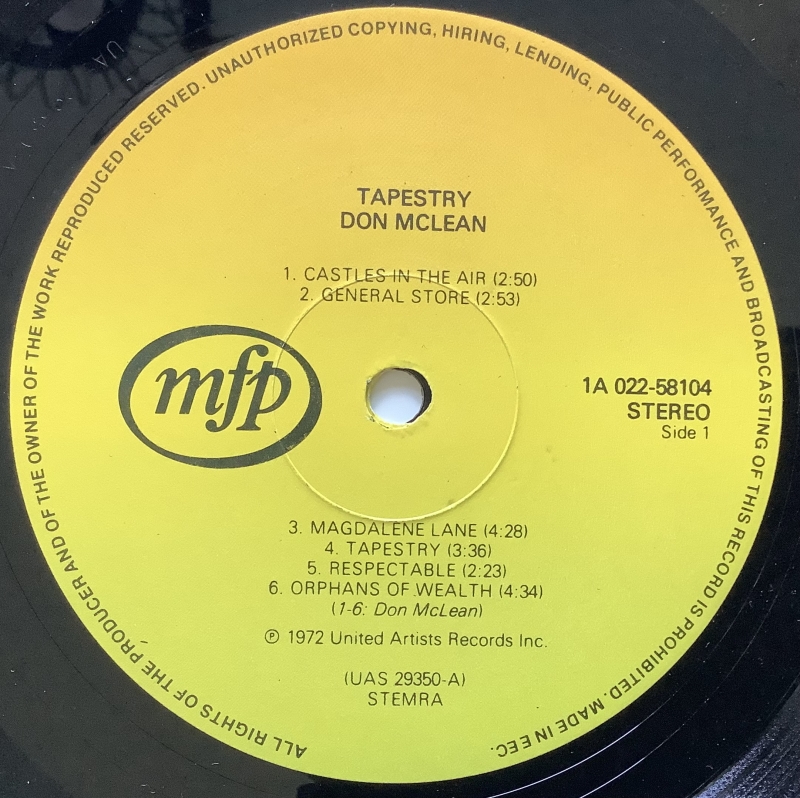 ALL RIGHTS OF THE PRODUCER AND OF THE OWNER OF THE WORK REPRODUCED RESERVED. UNAUTHORIZED COPYING, HIRING, LENDING, PUBLIC PERFORMANCE AND BROADCASTING OF THIS RECORD IS PROHIBITED. MADE IN EEC.
TAPESTRY
DON MCLEAN
1. CASTLES IN THE AIR (2:50)
2. GENERAL STORE (2:53)
mfp
1A 022-58104
STEREO
Side 1
3. MAGDALENE LANE (4:28)
4. TAPESTRY (3:36)
5. RESPECTABLE (2:23)
6. ORPHANS OF WEALTH (4:34)
(1-6: Don McLean)
℗ 1972 United Artists Records Inc.
(UAS 29350-A)
STEMRA